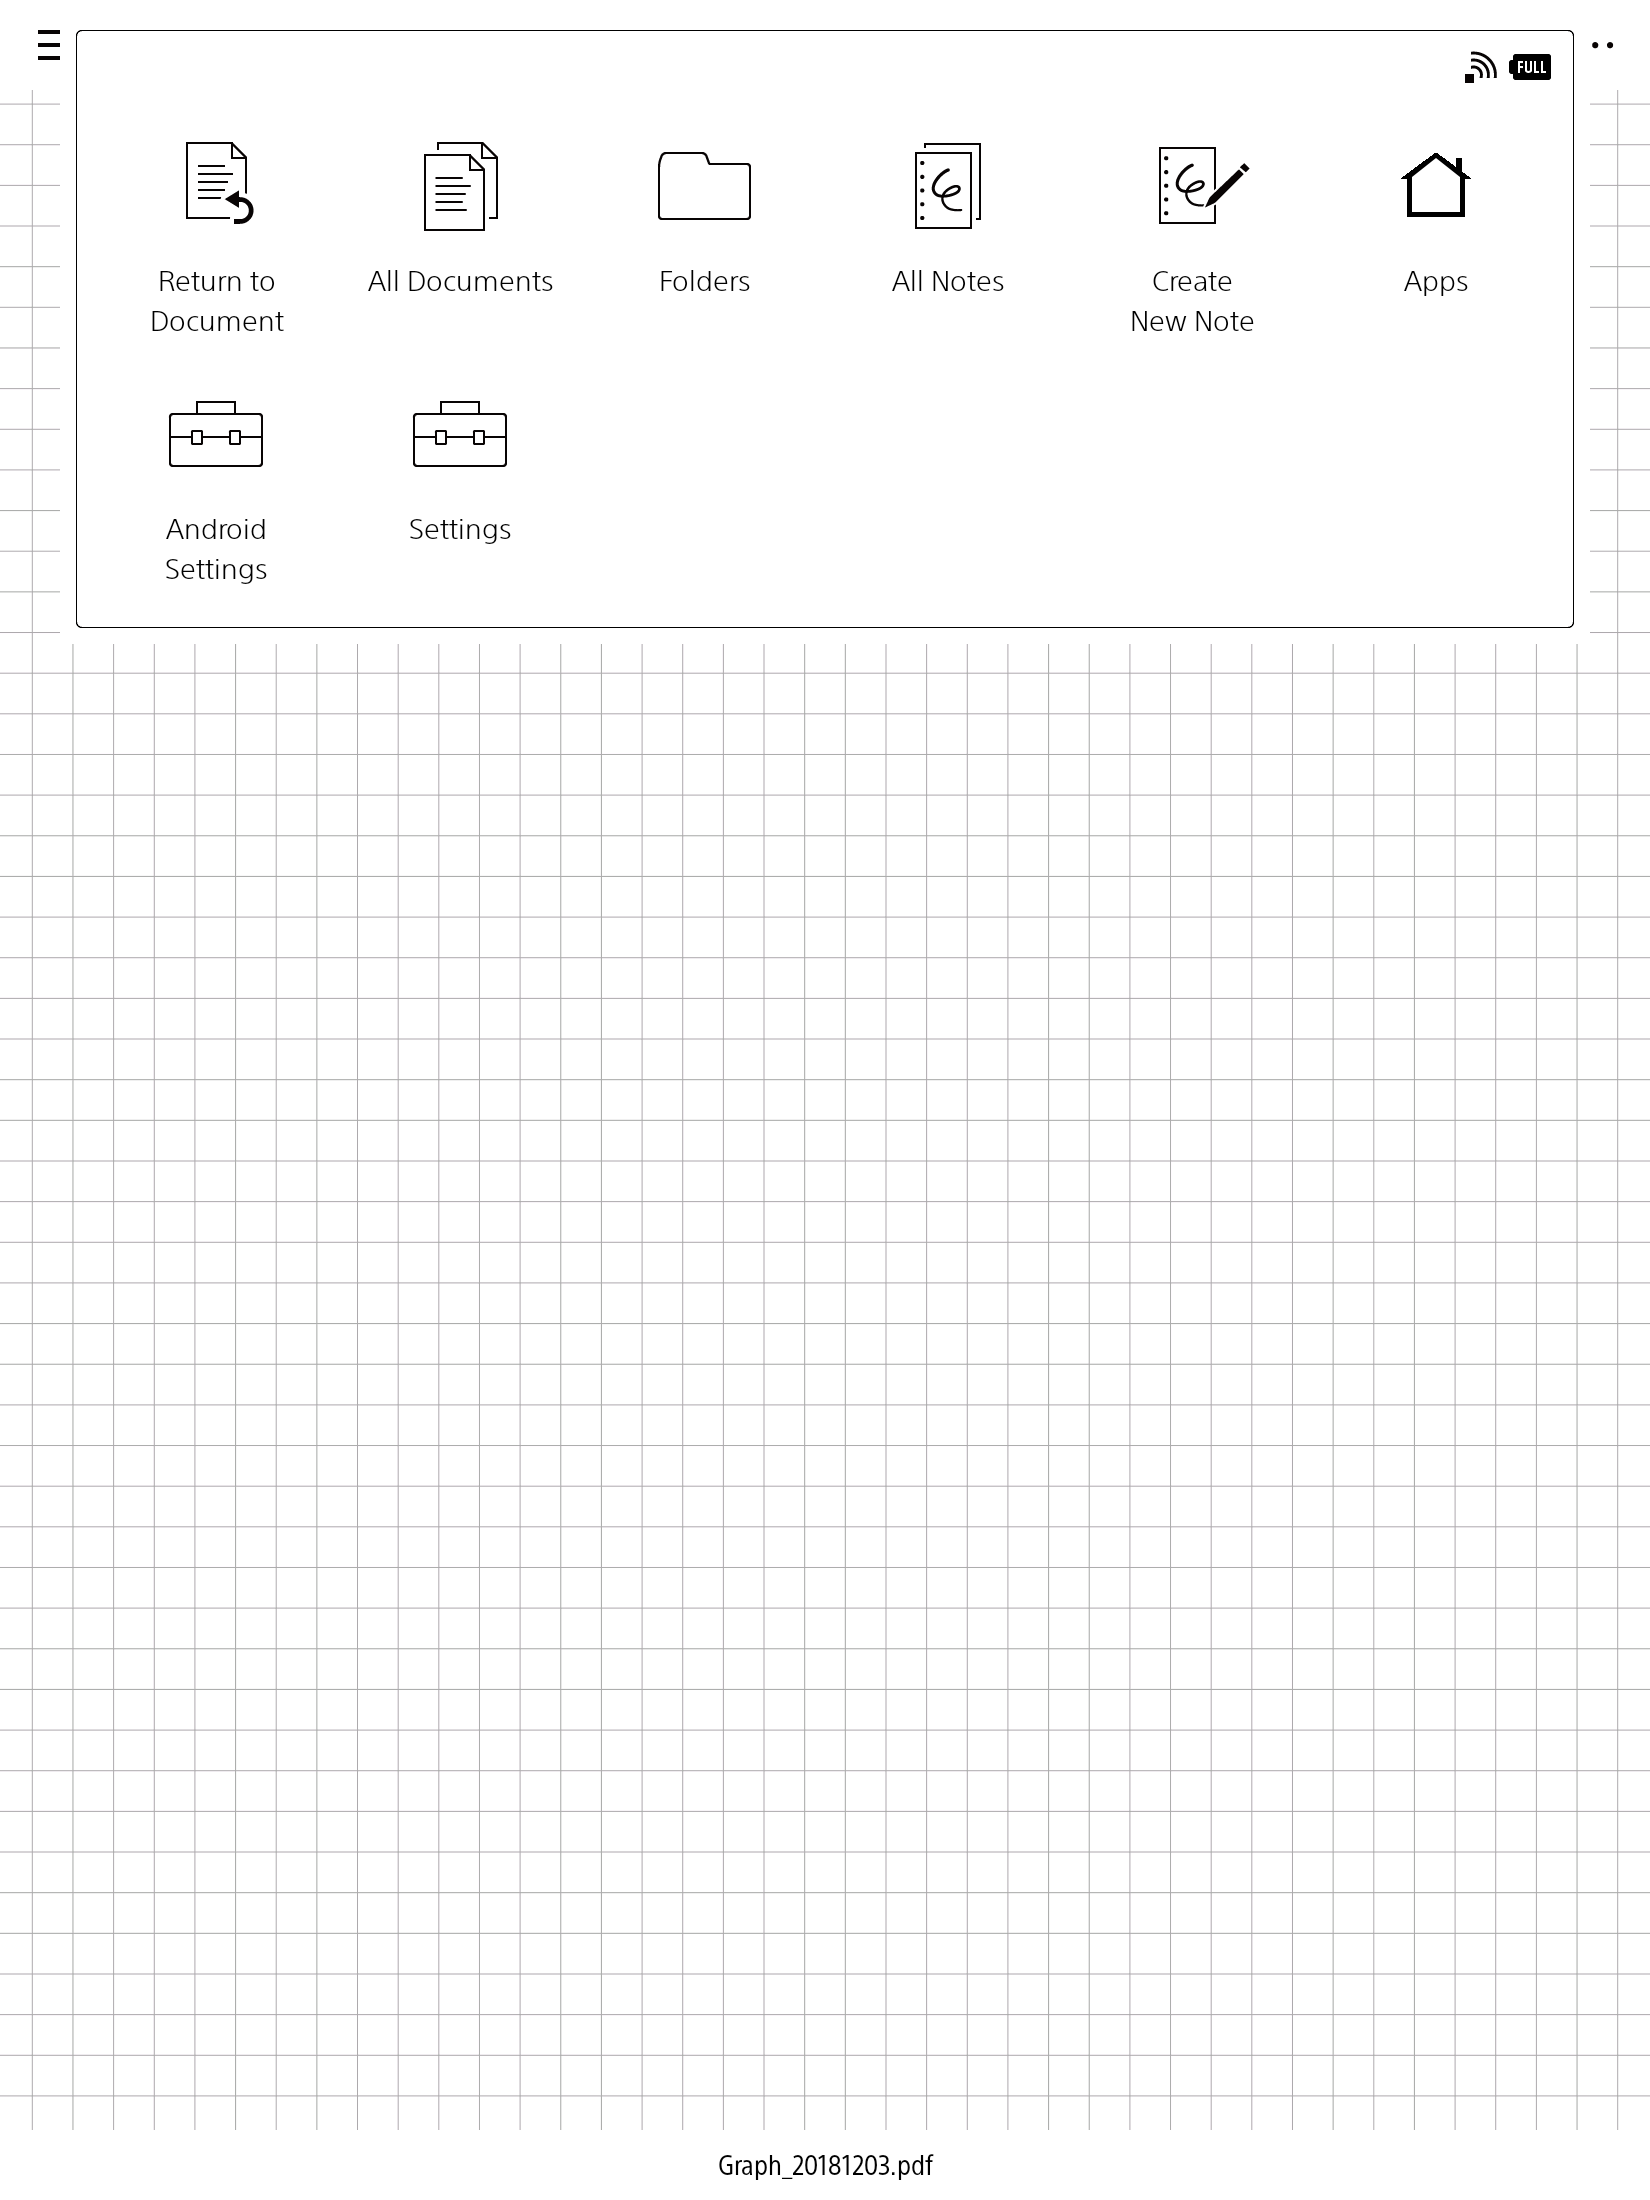 FULL
Return to
Document
All Documents
Folders
All Notes
Create
New Note
Apps
Android
Settings
Settings
Graph_20181203.pdf